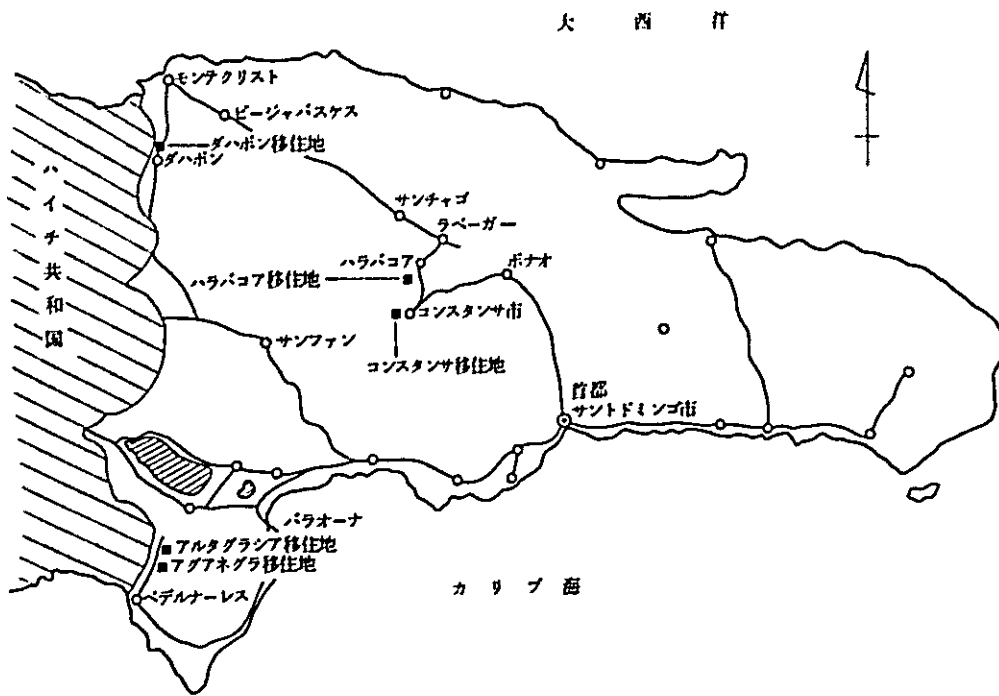 大西洋
モンテクリスト
ビージャバスケス
ダハボン移住地
ダハボン
ハイチ共和国
サンチャゴ
ラベーガー
ハラバコア
ボナオ
ハラバコア移住地
コンスタンサ市
サンファン
コンスタンサ移住地
首都
サントドミンゴ市
バラオーナ
アルタグラシア移住地
アグアネグラ移住地
カリブ海
ペデルナーレス